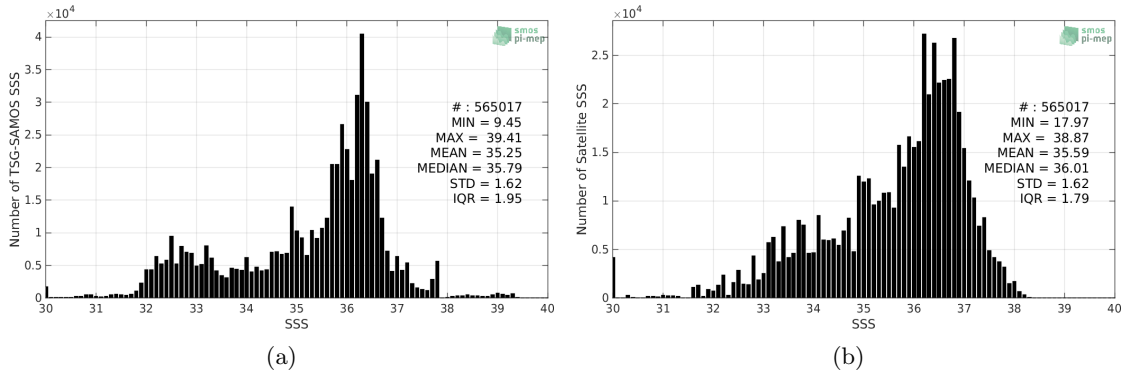 ×10⁴
4
3.5
3
2.5
2
1.5
1
0.5
0
Number of TSG-SAMOS SSS
smos
pi-mep
# : 565017
MIN = 9.45
MAX = 39.41
MEAN = 35.25
MEDIAN = 35.79
STD = 1.62
IQR = 1.95
30 31 32 33 34 35 36 37 38 39 40
SSS
(a)
×10⁴
2.5
2
1.5
1
0.5
0
Number of Satellite SSS
smos
pi-mep
# : 565017
MIN = 17.97
MAX = 38.87
MEAN = 35.59
MEDIAN = 36.01
STD = 1.62
IQR = 1.79
30 31 32 33 34 35 36 37 38 39 40
SSS
(b)